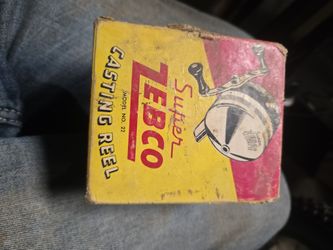 Super
ZEBCO
MODEL NO. 22
CASTING REEL